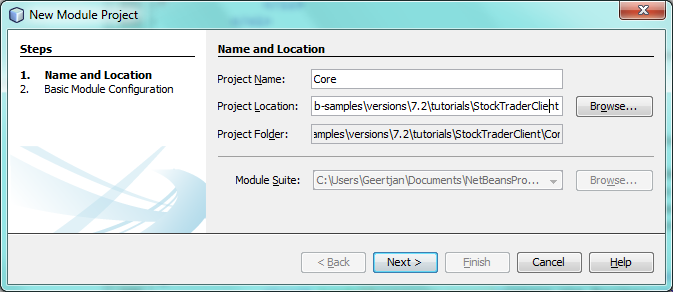 New Module Project
Steps
1. Name and Location
2. Basic Module Configuration
Name and Location
Project Name: Core
Project Location: b-samples\versions\7.2\tutorials\StockTraderClient Browse...
Project Folder: amples\versions\7.2\tutorials\StockTraderClient\Cor
Module Suite: C:\Users\Geertjan\Documents\NetBeansPro... Browse...
< Back Next > Finish Cancel Help